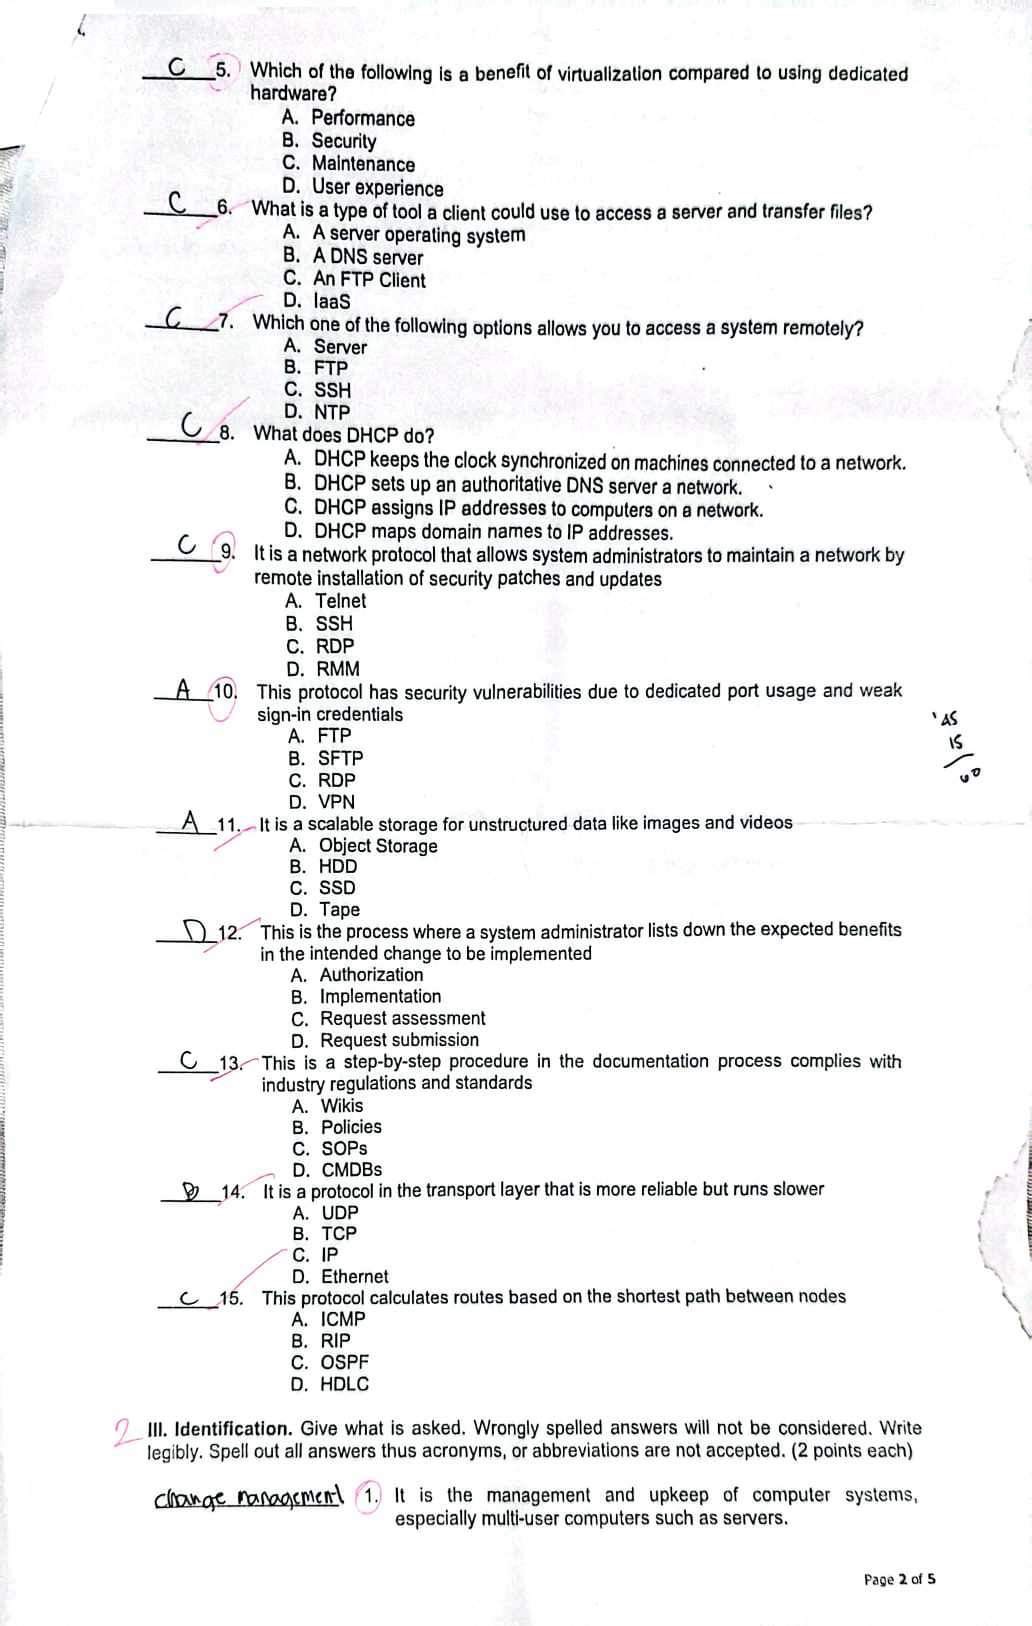 C 5. Which of the following is a benefit of virtualization compared to using dedicated
hardware?
A. Performance
B. Security
C. Maintenance
D. User experience
C 6. What is a type of tool a client could use to access a server and transfer files?
A. A server operating system
B. A DNS server
C. An FTP Client
D. IaaS
C 7. Which one of the following options allows you to access a system remotely?
A. Server
B. FTP
C. SSH
D. NTP
C 8. What does DHCP do?
A. DHCP keeps the clock synchronized on machines connected to a network.
B. DHCP sets up an authoritative DNS server a network.
C. DHCP assigns IP addresses to computers on a network.
D. DHCP maps domain names to IP addresses.
C 9. It is a network protocol that allows system administrators to maintain a network by
remote installation of security patches and updates
A. Telnet
B. SSH
C. RDP
D. RMM
A 10. This protocol has security vulnerabilities due to dedicated port usage and weak
sign-in credentials
A. FTP
B. SFTP
C. RDP
D. VPN
45
15
60
A 11. It is a scalable storage for unstructured data like images and videos
A. Object Storage
B. HDD
C. SSD
D. Tape
D 12. This is the process where a system administrator lists down the expected benefits
in the intended change to be implemented
A. Authorization
B. Implementation
C. Request assessment
D. Request submission
C 13. This is a step-by-step procedure in the documentation process complies with
industry regulations and standards
A. Wikis
B. Policies
C. SOPs
D. CMDBs
B 14. It is a protocol in the transport layer that is more reliable but runs slower
A. UDP
B. TCP
C. IP
D. Ethernet
C 15. This protocol calculates routes based on the shortest path between nodes
A. ICMP
B. RIP
C. OSPF
D. HDLC
2 III. Identification. Give what is asked. Wrongly spelled answers will not be considered. Write
legibly. Spell out all answers thus acronyms, or abbreviations are not accepted. (2 points each)
change management 1. It is the management and upkeep of computer systems,
especially multi-user computers such as servers.
Page 2 of 5